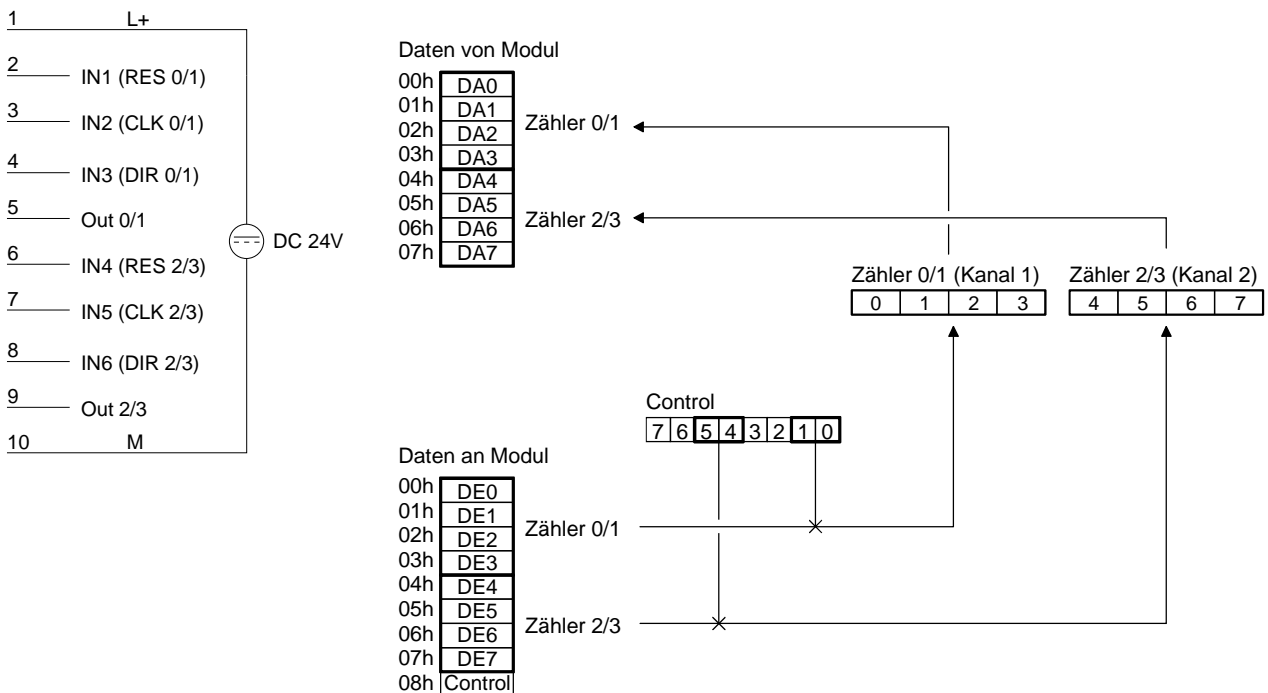 1 L+
2 IN1 (RES 0/1)
3 IN2 (CLK 0/1)
4 IN3 (DIR 0/1)
5 Out 0/1
6 IN4 (RES 2/3)
7 IN5 (CLK 2/3)
8 IN6 (DIR 2/3)
9 Out 2/3
10 M
DC 24V
Daten von Modul
00h DA0
01h DA1
02h DA2
03h DA3
Zähler 0/1
04h DA4
05h DA5
06h DA6
07h DA7
Zähler 2/3
Zähler 0/1 (Kanal 1)
0 1 2 3
Zähler 2/3 (Kanal 2)
4 5 6 7
Control
7 6 5 4 3 2 1 0
Daten an Modul
00h DE0
01h DE1
02h DE2
03h DE3
Zähler 0/1
04h DE4
05h DE5
06h DE6
07h DE7
Zähler 2/3
08h Control